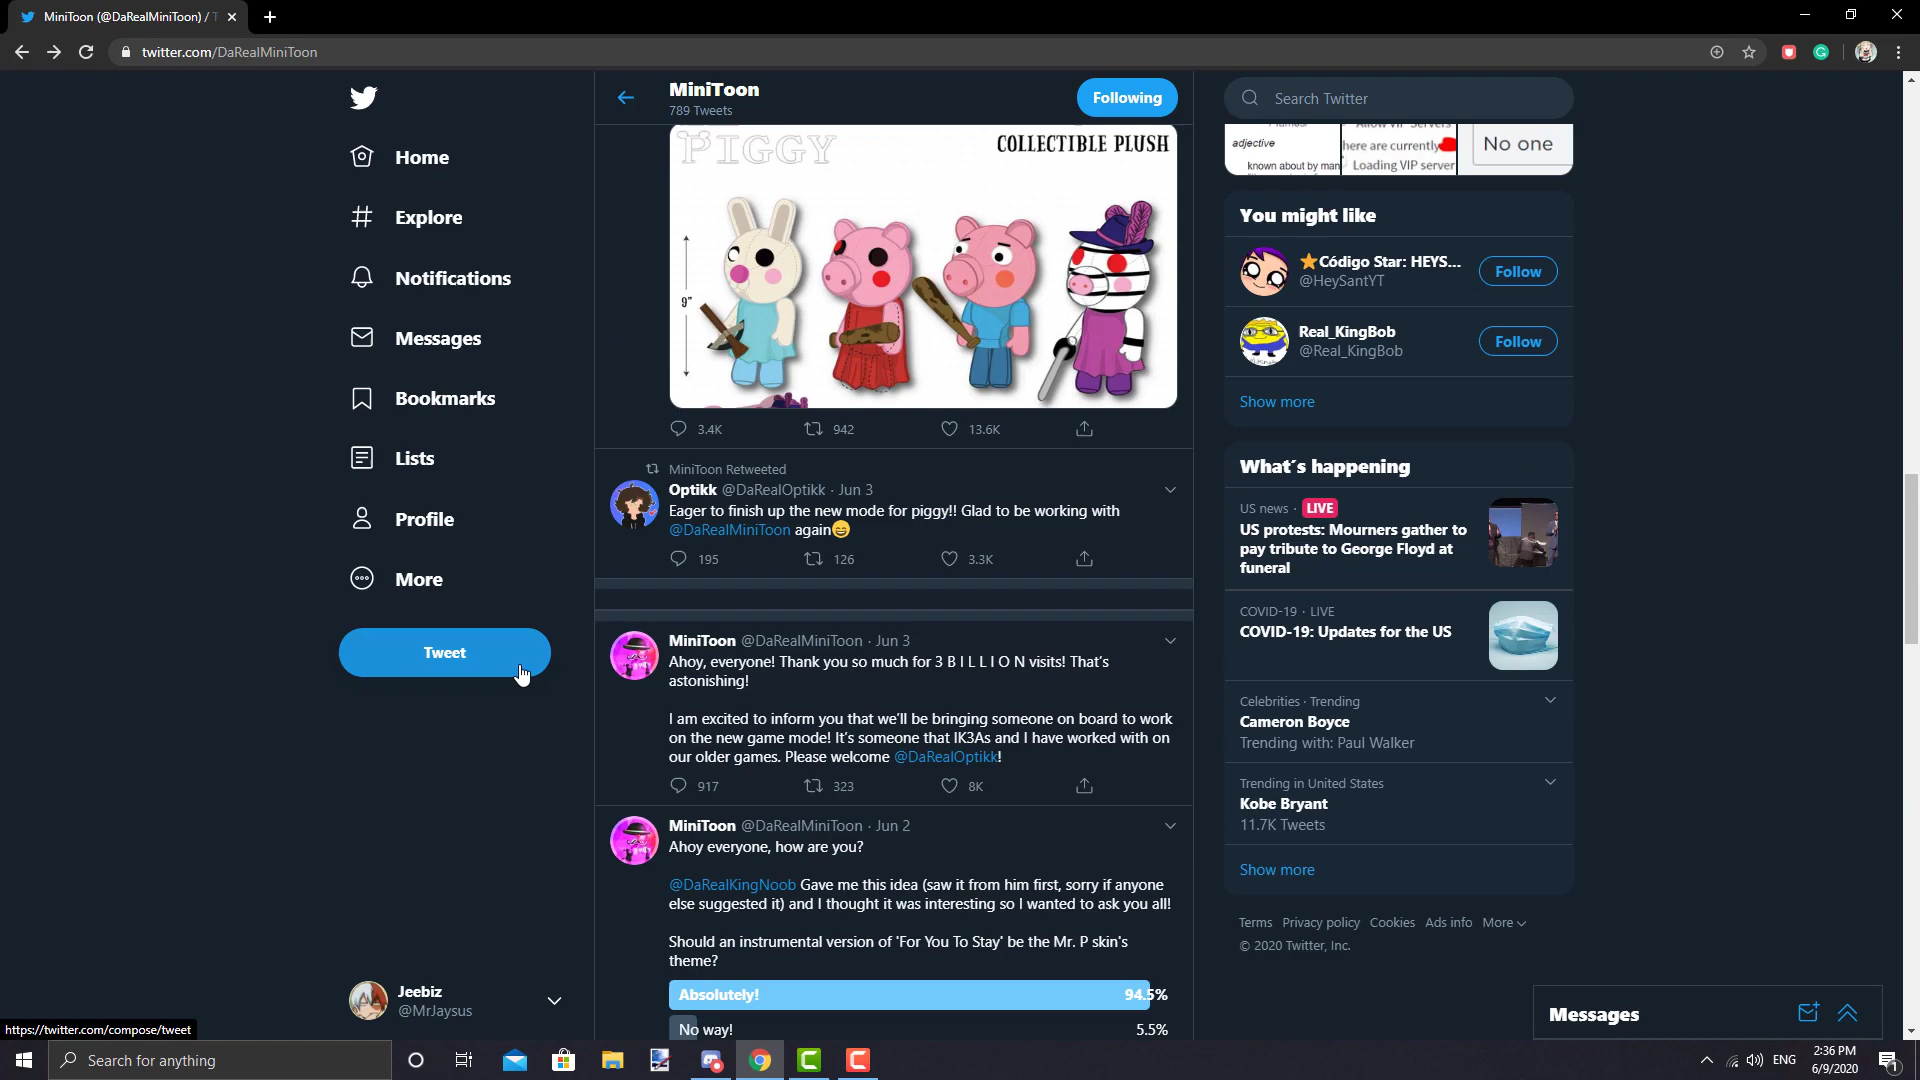 MiniToon (@DaRealMiniToon) /
twitter.com/DaRealMiniToon
Home
Explore
Notifications
Messages
Bookmarks
Lists
Profile
More
Tweet
Jeebiz
@MrJaysus
https://twitter.com/compose/tweet
MiniToon
789 Tweets
Following
PIGGY
COLLECTIBLE PLUSH
9"
3.4K 942 13.6K
MiniToon Retweeted
Optikk @DaRealOptikk · Jun 3
Eager to finish up the new mode for piggy!! Glad to be working with
@DaRealMiniToon again😄
195 126 3.3K
MiniToon @DaRealMiniToon · Jun 3
Ahoy, everyone! Thank you so much for 3 B I L L I O N visits! That's
astonishing!
I am excited to inform you that we'll be bringing someone on board to work
on the new game mode! It's someone that IK3As and I have worked with on
our older games. Please welcome @DaRealOptikk!
917 323 8K
MiniToon @DaRealMiniToon · Jun 2
Ahoy everyone, how are you?
@DaRealKingNoob Gave me this idea (saw it from him first, sorry if anyone
else suggested it) and I thought it was interesting so I wanted to ask you all!
Should an instrumental version of 'For You To Stay' be the Mr. P skin's
theme?
Absolutely! 94.5%
No way! 5.5%
Search Twitter
adjective
known about by man
Allow VIP Servers
here are currently
Loading VIP server
No one
You might like
⭐Código Star: HEYS...
@HeySantYT
Follow
Real_KingBob
@Real_KingBob
Follow
Show more
What's happening
US news · LIVE
US protests: Mourners gather to
pay tribute to George Floyd at
funeral
COVID-19 · LIVE
COVID-19: Updates for the US
Celebrities · Trending
Cameron Boyce
Trending with: Paul Walker
Trending in United States
Kobe Bryant
11.7K Tweets
Show more
Terms Privacy policy Cookies Ads info More
© 2020 Twitter, Inc.
Messages
Search for anything
ENG
2:36 PM
6/9/2020
1